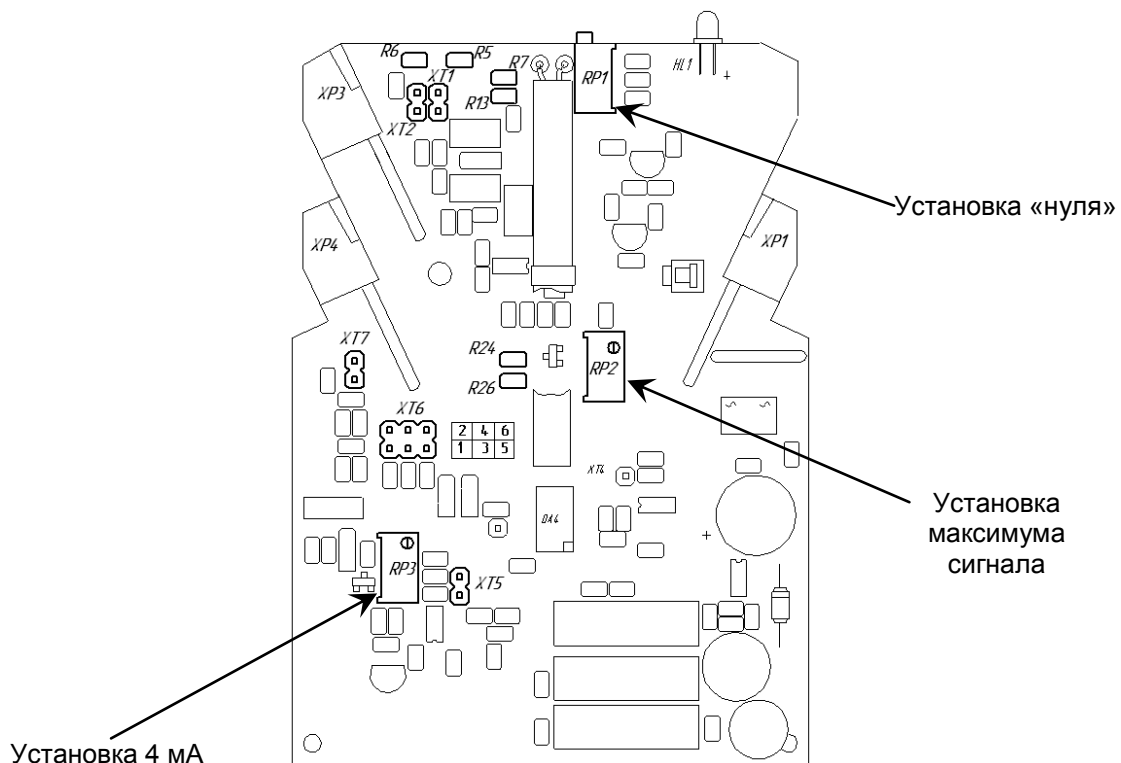 R6
R5
XT1
R7
RP1
HL1
+
XP3
R13
XT2
Установка «нуля»
XP4
XP1
XT7
R24
RP2
R26
XT6
2 4 6
1 3 5
XT4
Установка
максимума
сигнала
DA4
+
RP3
XT5
Установка 4 мА